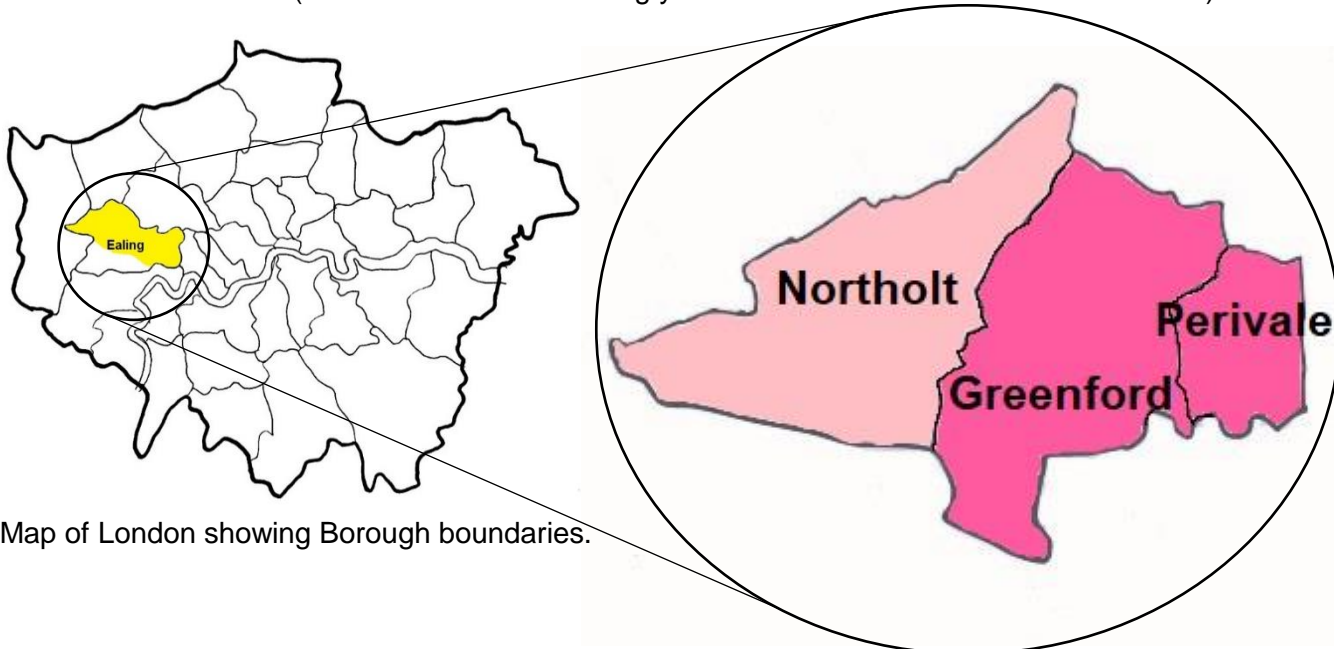 Ealing
Northolt
Perivale
Greenford
Map of London showing Borough boundaries.